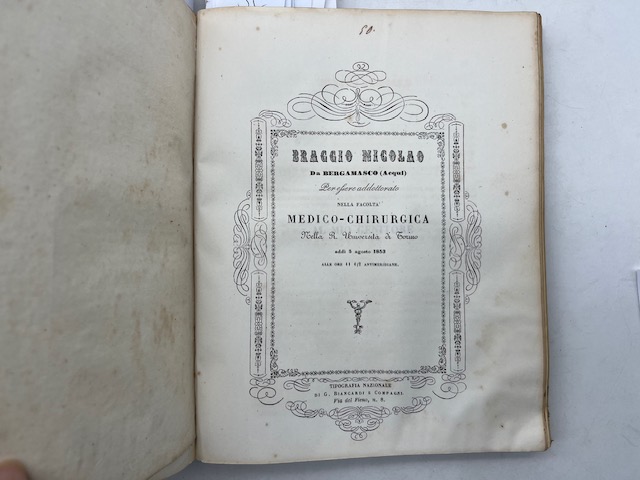 50.
BRAGGIO NICOLAO
DA BERGAMASCO (Acqui)
Per essere addottorato
NELLA FACOLTA'
MEDICO-CHIRURGICA
Nella R. Università di Torino
addì 3 agosto 1853
ALLE ORE 11 1/2 ANTIMERIDIANE.
TIPOGRAFIA NAZIONALE
DI G. BIANCARDI E COMPAGNI
Via del Fieno, n. 8.